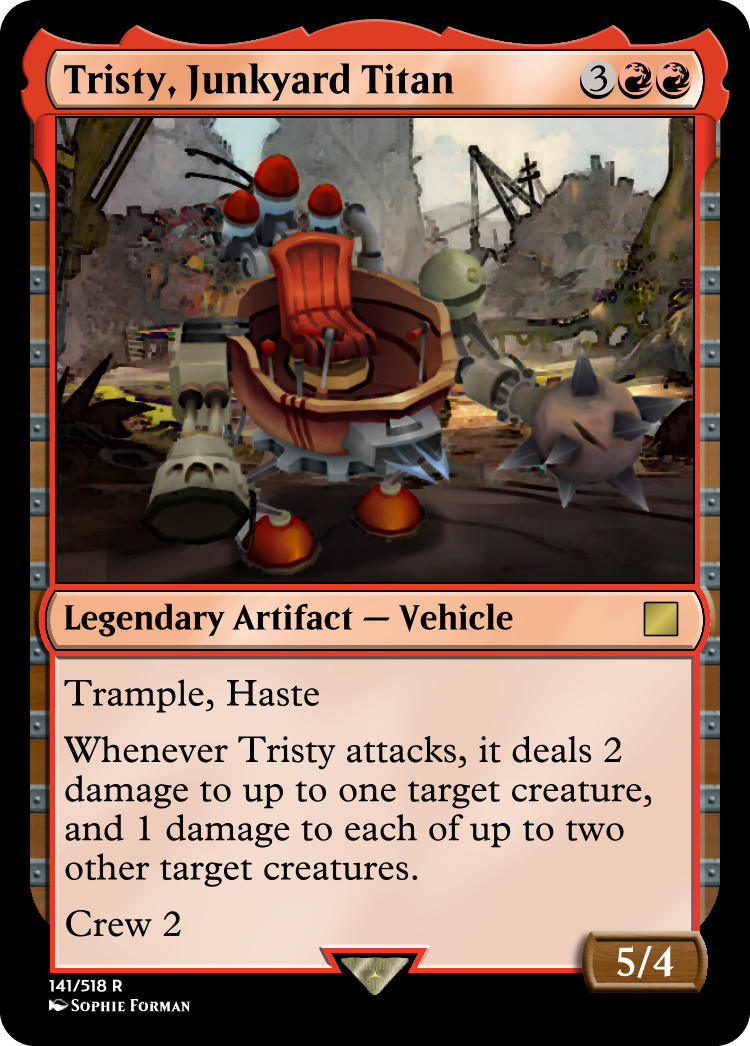 Tristy, Junkyard Titan 3
Legendary Artifact — Vehicle
Trample, Haste
Whenever Tristy attacks, it deals 2
damage to up to one target creature,
and 1 damage to each of up to two
other target creatures.
Crew 2
5/4
141/518 R
Sophie Forman